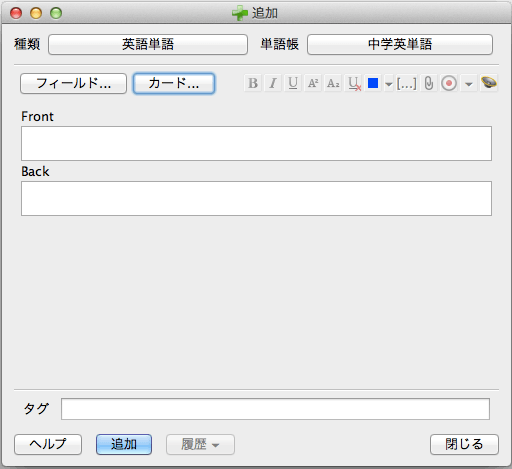 追加
種類 英語単語 単語帳 中学英単語
フィールド... カード... B I U A² A₂ U [...]
Front
Back
タグ
ヘルプ 追加 履歴 閉じる